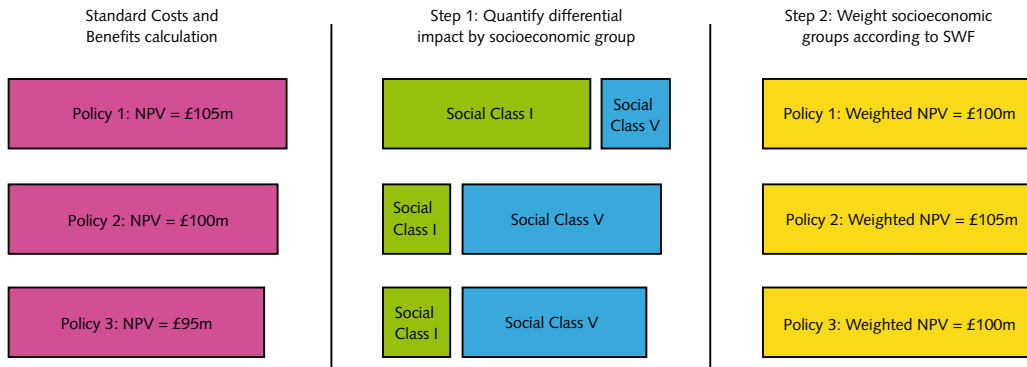 Standard Costs and
Benefits calculation
Step 1: Quantify differential
impact by socioeconomic group
Step 2: Weight socioeconomic
groups according to SWF
Policy 1: NPV = £105m
Social Class I
Social
Class V
Policy 1: Weighted NPV = £100m
Policy 2: NPV = £100m
Social
Class I
Social Class V
Policy 2: Weighted NPV = £105m
Policy 3: NPV = £95m
Social
Class I
Social Class V
Policy 3: Weighted NPV = £100m